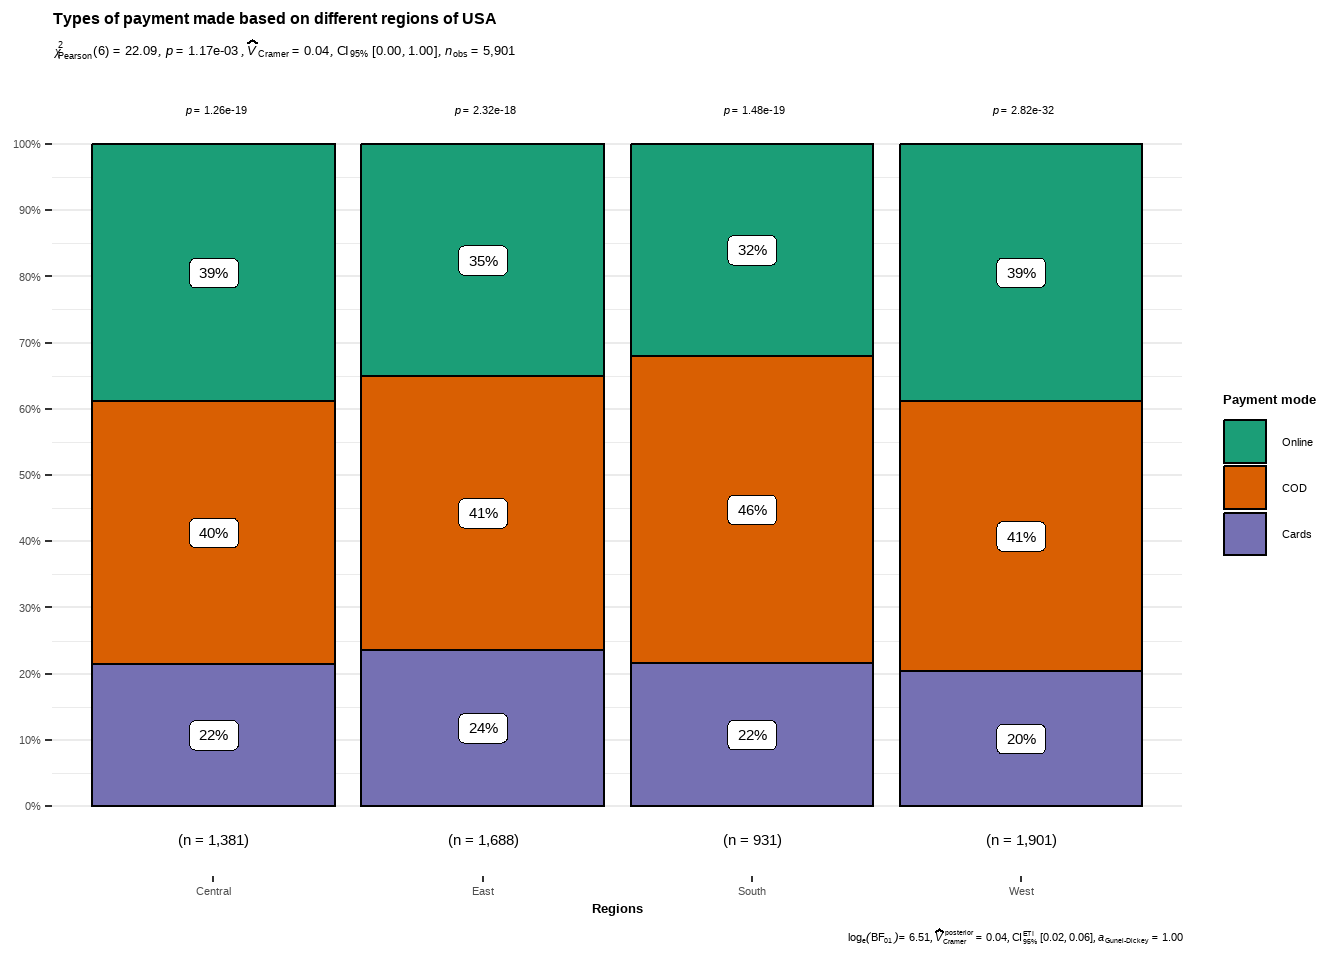 Types of payment made based on different regions of USA
χ²Pearson(6) = 22.09, p = 1.17e-03, V̂Cramer = 0.04, CI95% [0.00, 1.00], nobs = 5,901
p = 1.26e-19 p = 2.32e-18 p = 1.48e-19 p = 2.82e-32
100%
90%
80%
70%
60%
50%
40%
30%
20%
10%
0%
39% 35% 32% 39%
40% 41% 46% 41%
22% 24% 22% 20%
(n = 1,381) (n = 1,688) (n = 931) (n = 1,901)
Central East South West
Regions
Payment mode
Online
COD
Cards
loge(BF01) = 6.51, V̂posteriorCramer = 0.04, CIETI95% [0.02, 0.06], aGunel-Dickey = 1.00